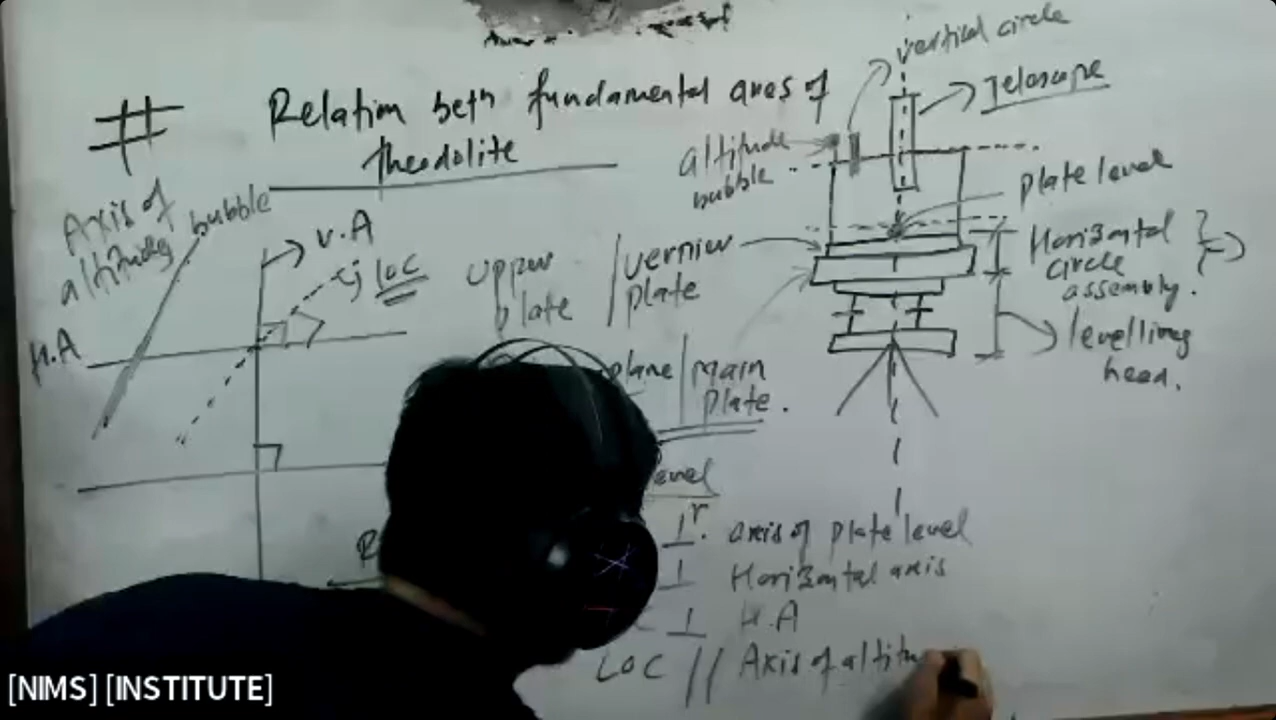 # Relation betn fundamental axes of
theodolite
Axis of
altitude bubble
V.A
LOC
H.A
vertical circle
Telescope
altitude
bubble
plate level
upper
plate / vernier
plate
Horizontal
circle
assembly.
levelling
head.
plane / main
plate.
evel
⊥r. axis of plate level
⊥ Horizontal axis
⊥ H.A
LOC // Axis of altitu
[NIMS] [INSTITUTE]